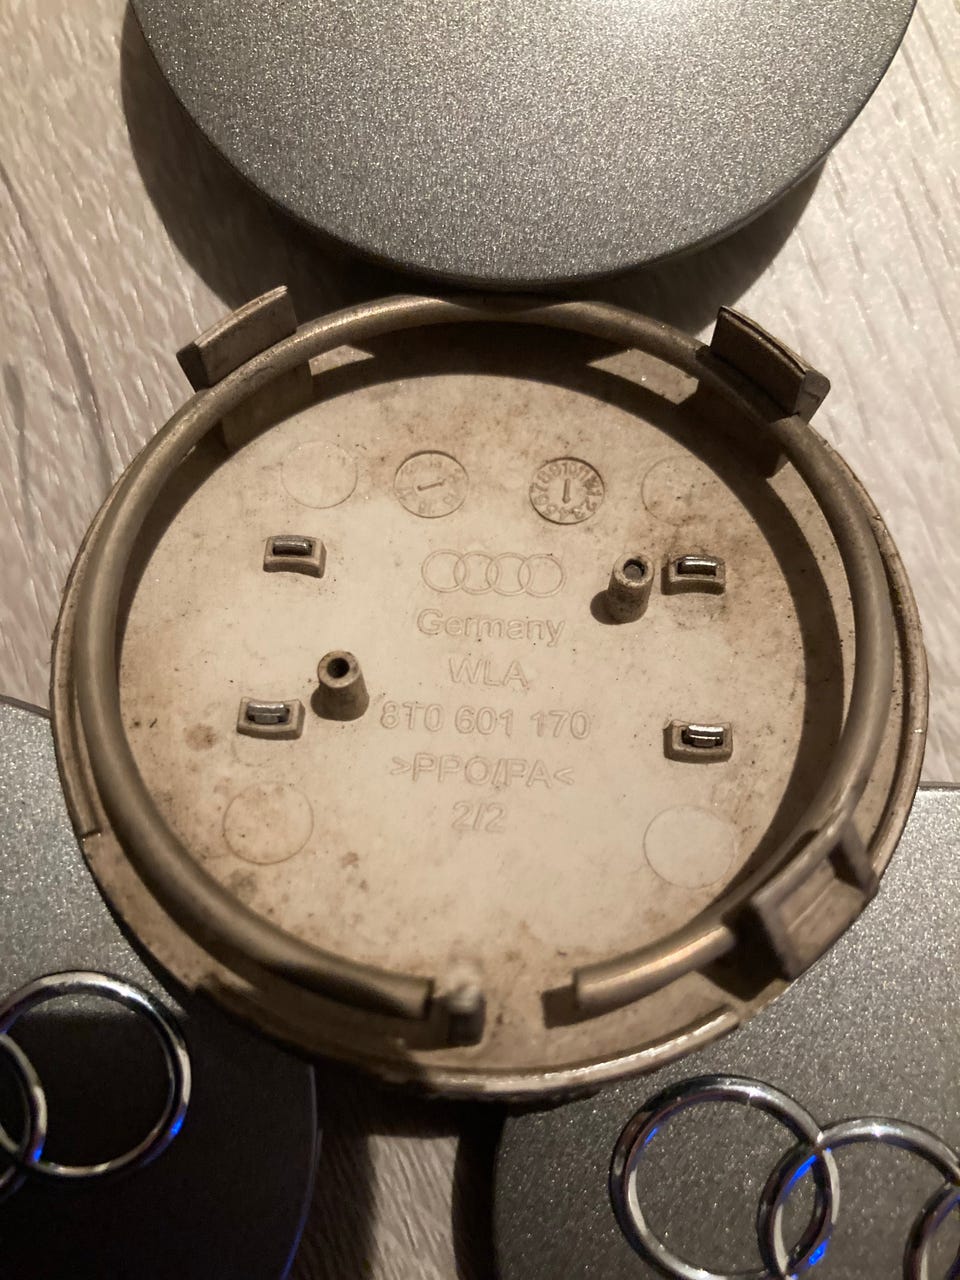 Germany
WLA
8T0 601 170
>PPO/PA<
2/2